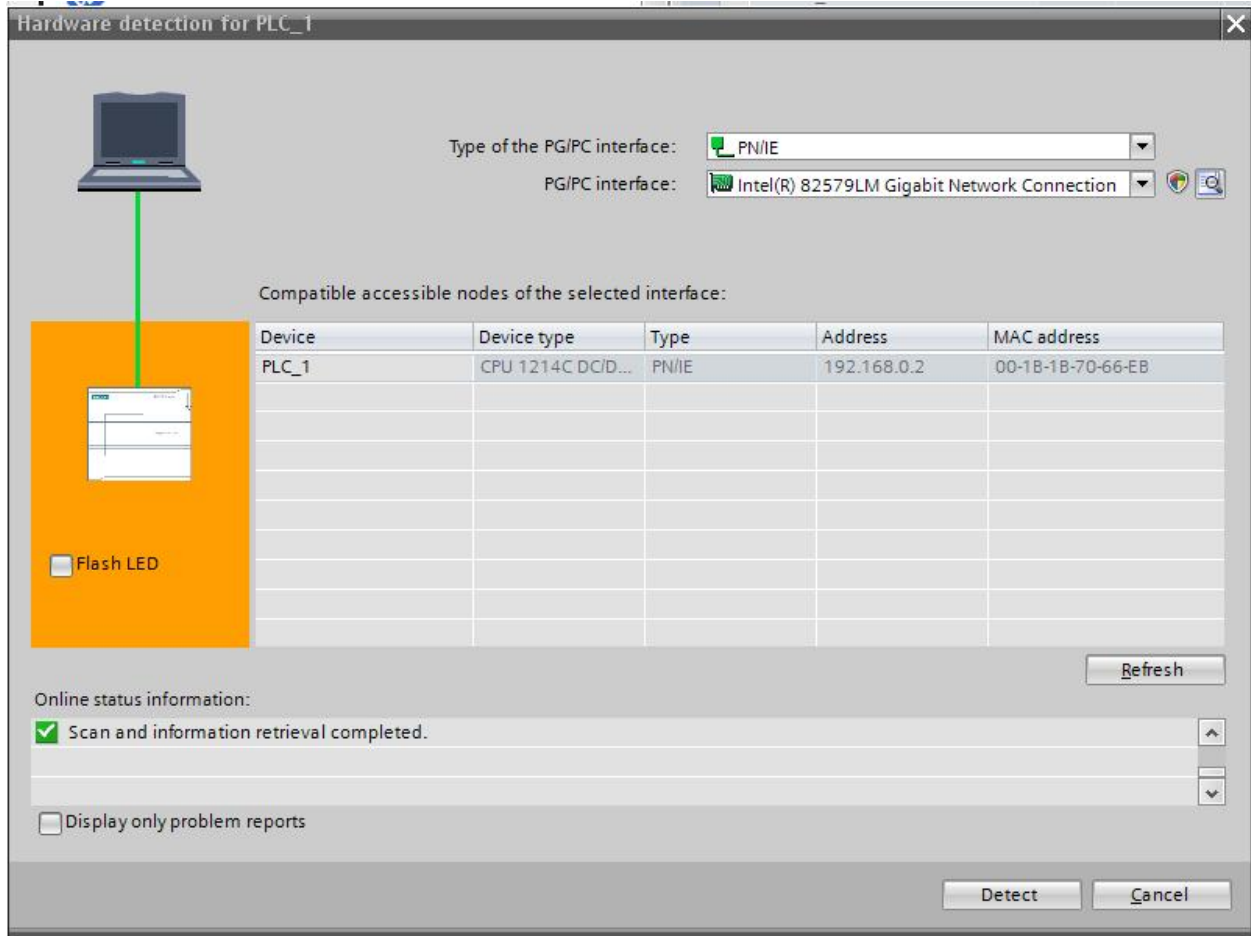 Hardware detection for PLC_1
Type of the PG/PC interface: PN/IE
PG/PC interface: Intel(R) 82579LM Gigabit Network Connection
Compatible accessible nodes of the selected interface:
Device Device type Type Address MAC address
PLC_1 CPU 1214C DC/D... PN/IE 192.168.0.2 00-1B-1B-70-66-EB
Flash LED
Refresh
Online status information:
Scan and information retrieval completed.
Display only problem reports
Detect Cancel